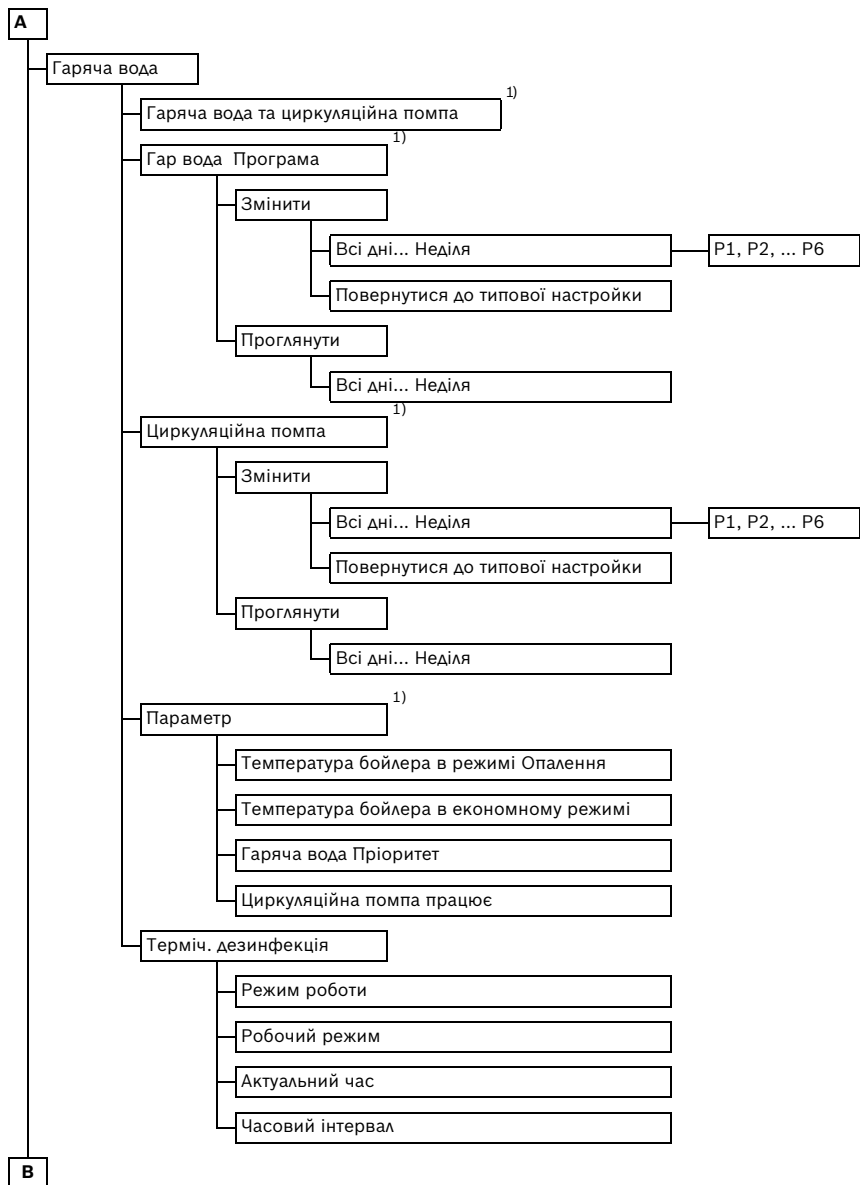 A
Гаряча вода
Гаряча вода та циркуляційна помпа 1)
Гар вода Програма 1)
Змінити
Всі дні... Неділя
P1, P2, ... P6
Повернутися до типової настройки
Проглянути
Всі дні... Неділя
Циркуляційна помпа 1)
Змінити
Всі дні... Неділя
P1, P2, ... P6
Повернутися до типової настройки
Проглянути
Всі дні... Неділя
Параметр 1)
Температура бойлера в режимі Опалення
Температура бойлера в економному режимі
Гаряча вода Пріоритет
Циркуляційна помпа працює
Терміч. дезинфекція
Режим роботи
Робочий режим
Актуальний час
Часовий інтервал
B